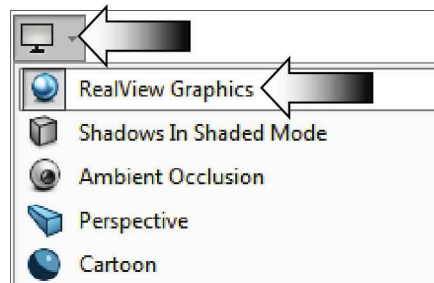 RealView Graphics
Shadows In Shaded Mode
Ambient Occlusion
Perspective
Cartoon